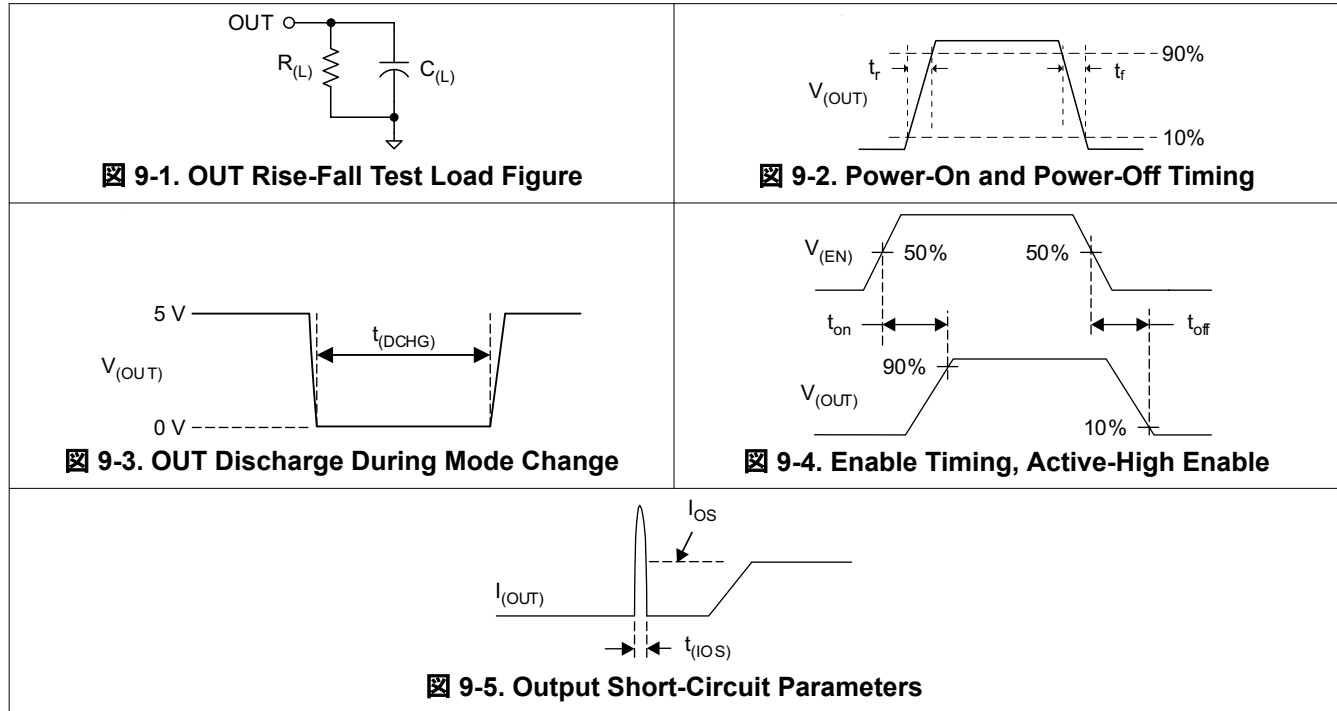 OUT
R(L)
C(L)
図 9-1. OUT Rise-Fall Test Load Figure
90%
tr
tf
V(OUT)
10%
図 9-2. Power-On and Power-Off Timing
5 V
t(DCHG)
V(OUT)
0 V
図 9-3. OUT Discharge During Mode Change
V(EN)
50%
50%
ton
toff
90%
V(OUT)
10%
図 9-4. Enable Timing, Active-High Enable
IOS
I(OUT)
t(IOS)
図 9-5. Output Short-Circuit Parameters